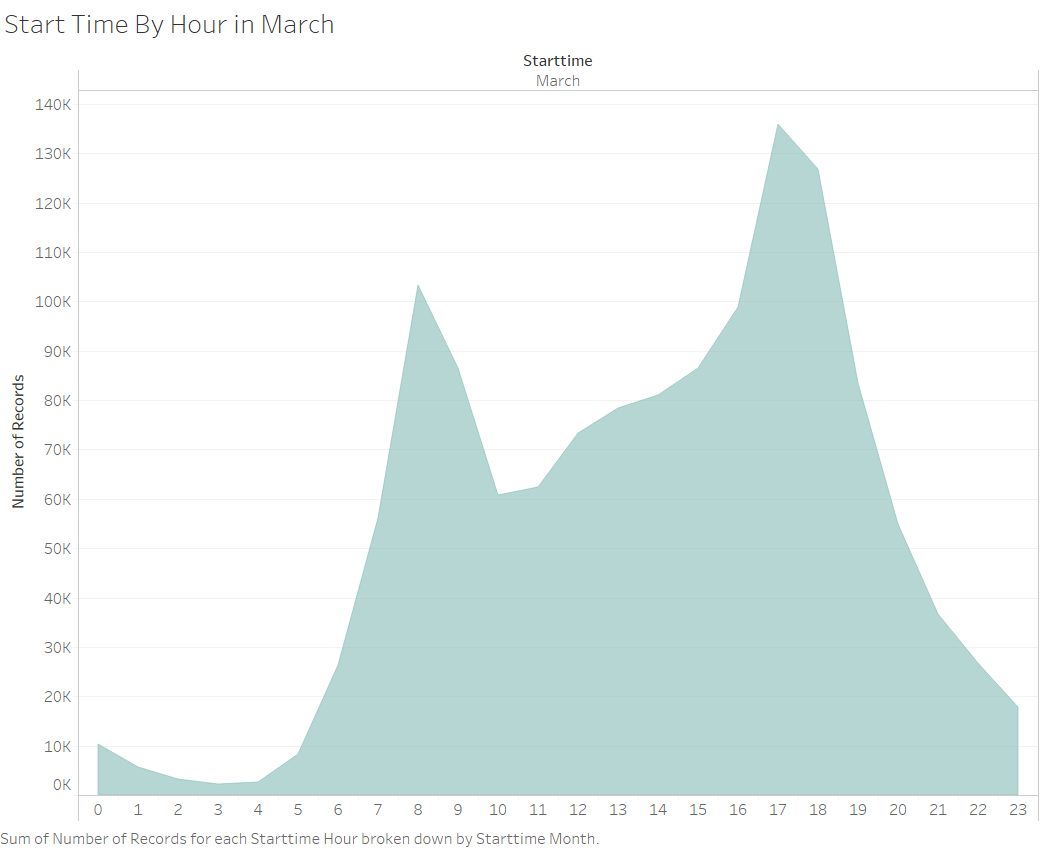 Start Time By Hour in March
Starttime
March
140K
130K
120K
110K
100K
90K
80K
70K
60K
50K
40K
30K
20K
10K
0K
Number of Records
0 1 2 3 4 5 6 7 8 9 10 11 12 13 14 15 16 17 18 19 20 21 22 23
Sum of Number of Records for each Starttime Hour broken down by Starttime Month.